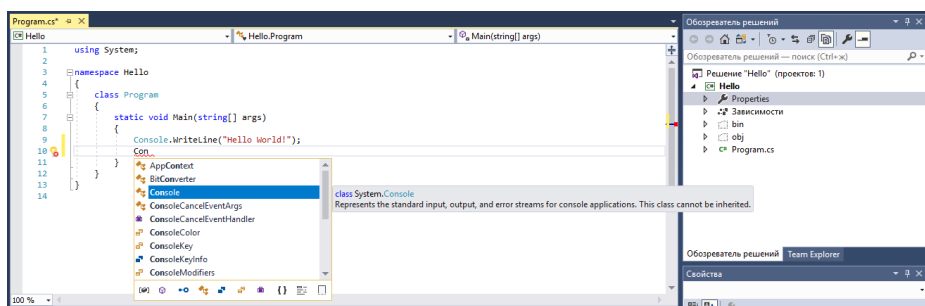 Program.cs*
Hello
Hello.Program
Main(string[] args)
1 using System;
2
3 namespace Hello
4 {
5 class Program
6 {
7 static void Main(string[] args)
8 {
9 Console.WriteLine("Hello World!");
10 Con
11 }
12 }
13 }
14
AppContext
BitConverter
Console
ConsoleCancelEventArgs
ConsoleCancelEventHandler
ConsoleColor
ConsoleKey
ConsoleKeyInfo
ConsoleModifiers
class System.Console
Represents the standard input, output, and error streams for console applications. This class cannot be inherited.
100 %
Обозреватель решений
Обозреватель решений — поиск (Ctrl+ж)
Решение "Hello" (проектов: 1)
C# Hello
Properties
Зависимости
bin
obj
C# Program.cs
Обозреватель решений Team Explorer
Свойства